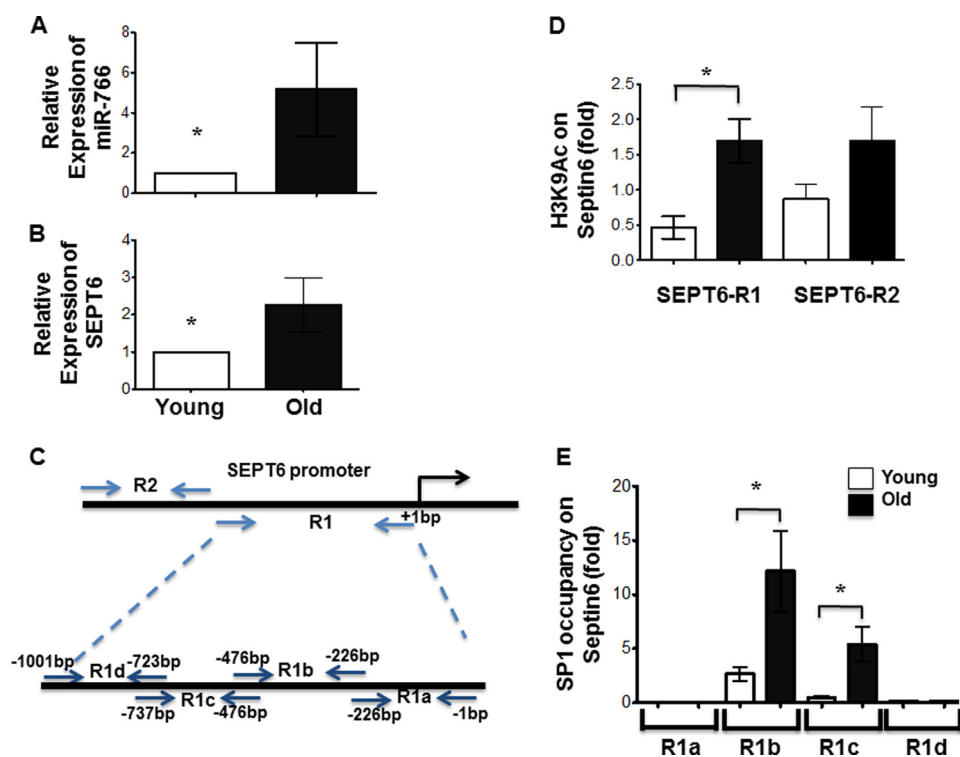 A
Relative
Expression of
miR-766
8
6
4
2
0
*
B
Relative
Expression of
SEPT6
4
3
2
1
0
*
Young
Old
C
SEPT6 promoter
R2
R1
+1bp
-1001bp
R1d
-723bp
-476bp
R1b
-226bp
-737bp
R1c
-476bp
-226bp
R1a
-1bp
D
H3K9Ac on
Septin6 (fold)
2.5
2.0
1.5
1.0
0.5
0.0
*
SEPT6-R1
SEPT6-R2
E
Young
Old
SP1 occupancy on
Septin6 (fold)
20
15
10
5
0
*
*
R1a
R1b
R1c
R1d